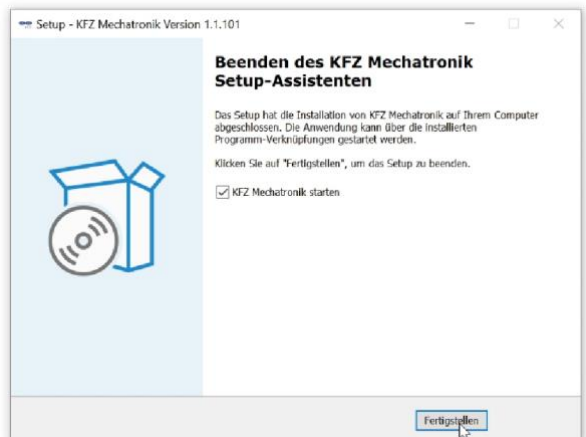 Setup - KFZ Mechatronik Version 1.1.101
Beenden des KFZ Mechatronik
Setup-Assistenten
Das Setup hat die Installation von KFZ Mechatronik auf Ihrem Computer
abgeschlossen. Die Anwendung kann über die installierten
Programm-Verknüpfungen gestartet werden.
Klicken Sie auf "Fertigstellen", um das Setup zu beenden.
KFZ Mechatronik starten
Fertigstellen